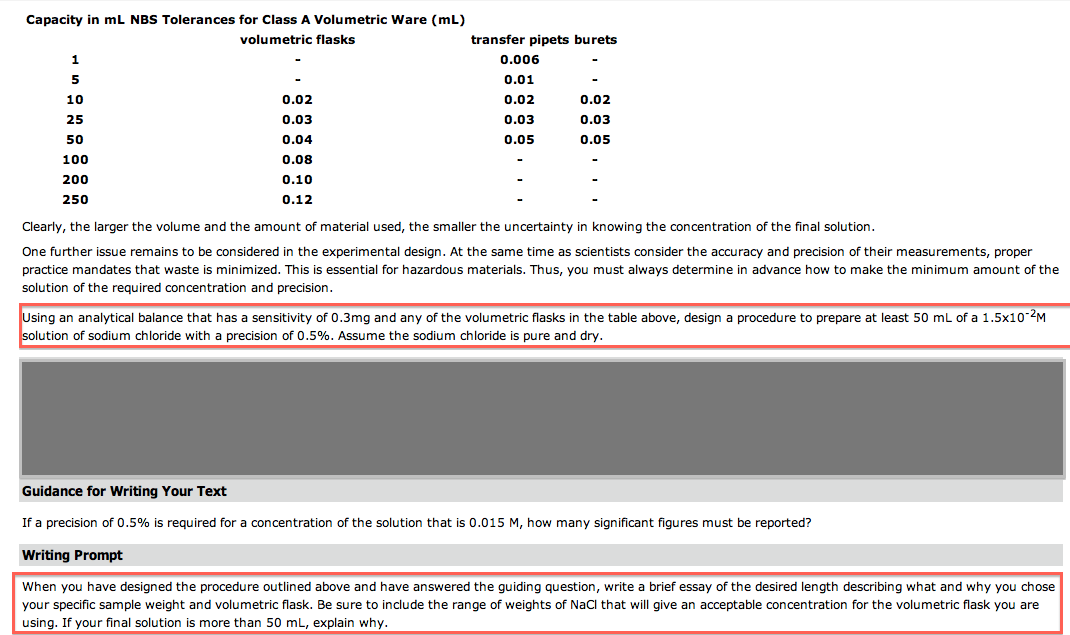 Capacity in mL NBS Tolerances for Class A Volumetric Ware (mL)
volumetric flasks transfer pipets burets
1 - 0.006 -
5 - 0.01 -
10 0.02 0.02 0.02
25 0.03 0.03 0.03
50 0.04 0.05 0.05
100 0.08 - -
200 0.10 - -
250 0.12 - -
Clearly, the larger the volume and the amount of material used, the smaller the uncertainty in knowing the concentration of the final solution.
One further issue remains to be considered in the experimental design. At the same time as scientists consider the accuracy and precision of their measurements, proper
practice mandates that waste is minimized. This is essential for hazardous materials. Thus, you must always determine in advance how to make the minimum amount of the
solution of the required concentration and precision.
Using an analytical balance that has a sensitivity of 0.3mg and any of the volumetric flasks in the table above, design a procedure to prepare at least 50 mL of a 1.5x10⁻²M
solution of sodium chloride with a precision of 0.5%. Assume the sodium chloride is pure and dry.
Guidance for Writing Your Text
If a precision of 0.5% is required for a concentration of the solution that is 0.015 M, how many significant figures must be reported?
Writing Prompt
When you have designed the procedure outlined above and have answered the guiding question, write a brief essay of the desired length describing what and why you chose
your specific sample weight and volumetric flask. Be sure to include the range of weights of NaCl that will give an acceptable concentration for the volumetric flask you are
using. If your final solution is more than 50 mL, explain why.